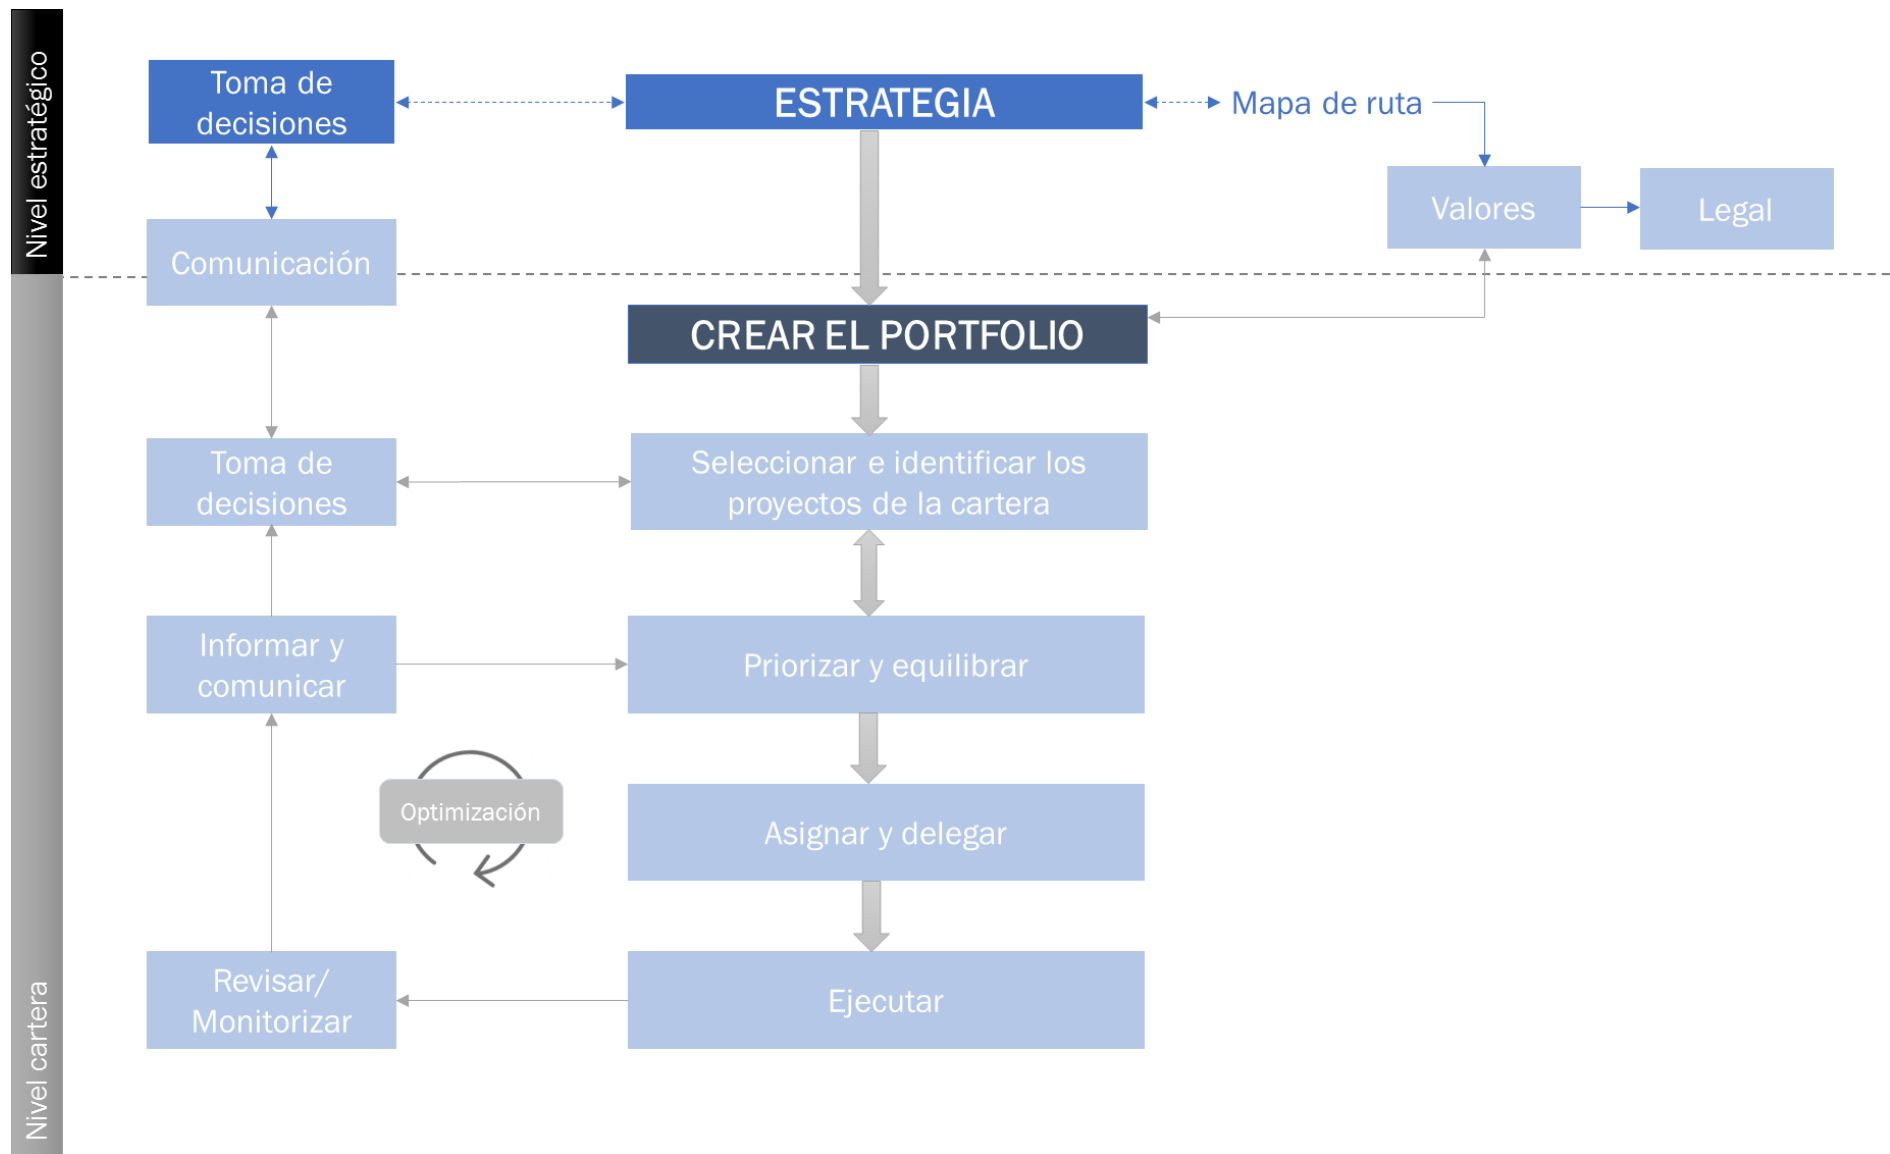 Nivel estratégico
Toma de
decisiones
ESTRATEGIA
Mapa de ruta
Valores
Legal
Comunicación
CREAR EL PORTFOLIO
Toma de
decisiones
Seleccionar e identificar los
proyectos de la cartera
Informar y
comunicar
Priorizar y equilibrar
Optimización
Asignar y delegar
Revisar/
Monitorizar
Ejecutar
Nivel cartera